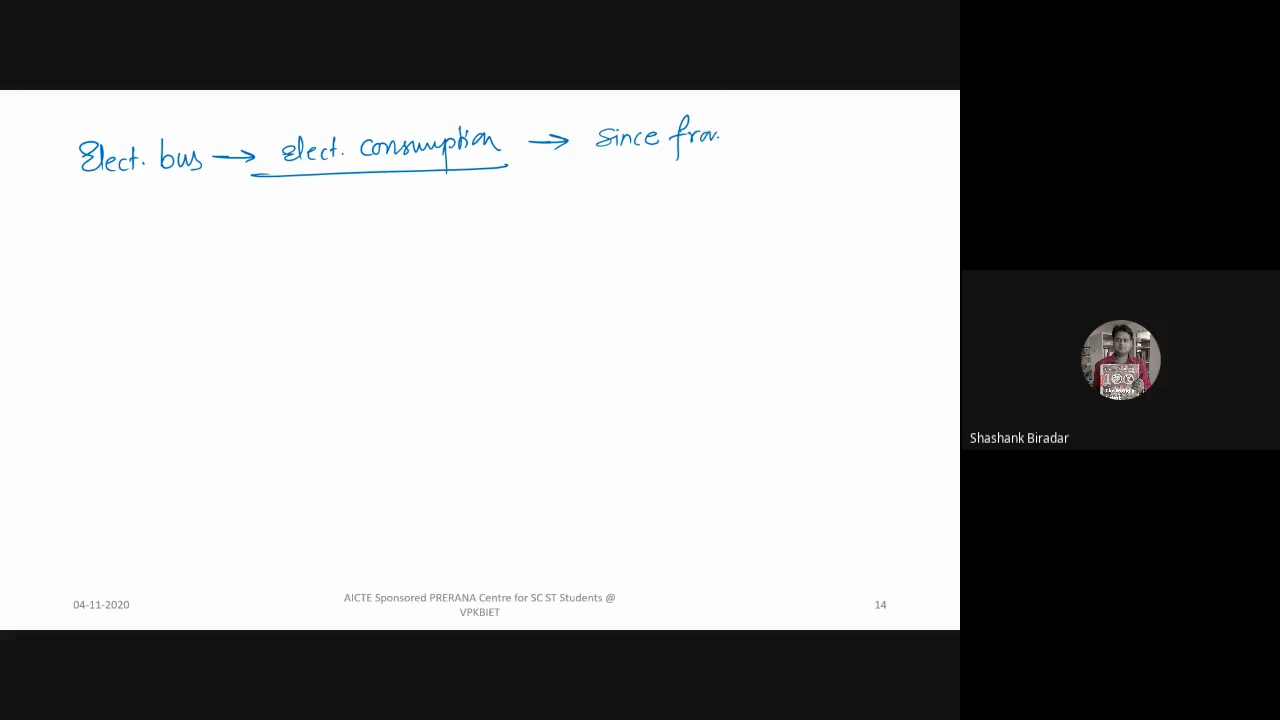 Elect. bus → elect. consumption → Since fra.
Shashank Biradar
04-11-2020
AICTE Sponsored PRERANA Centre for SC ST Students @
VPKBIET
14